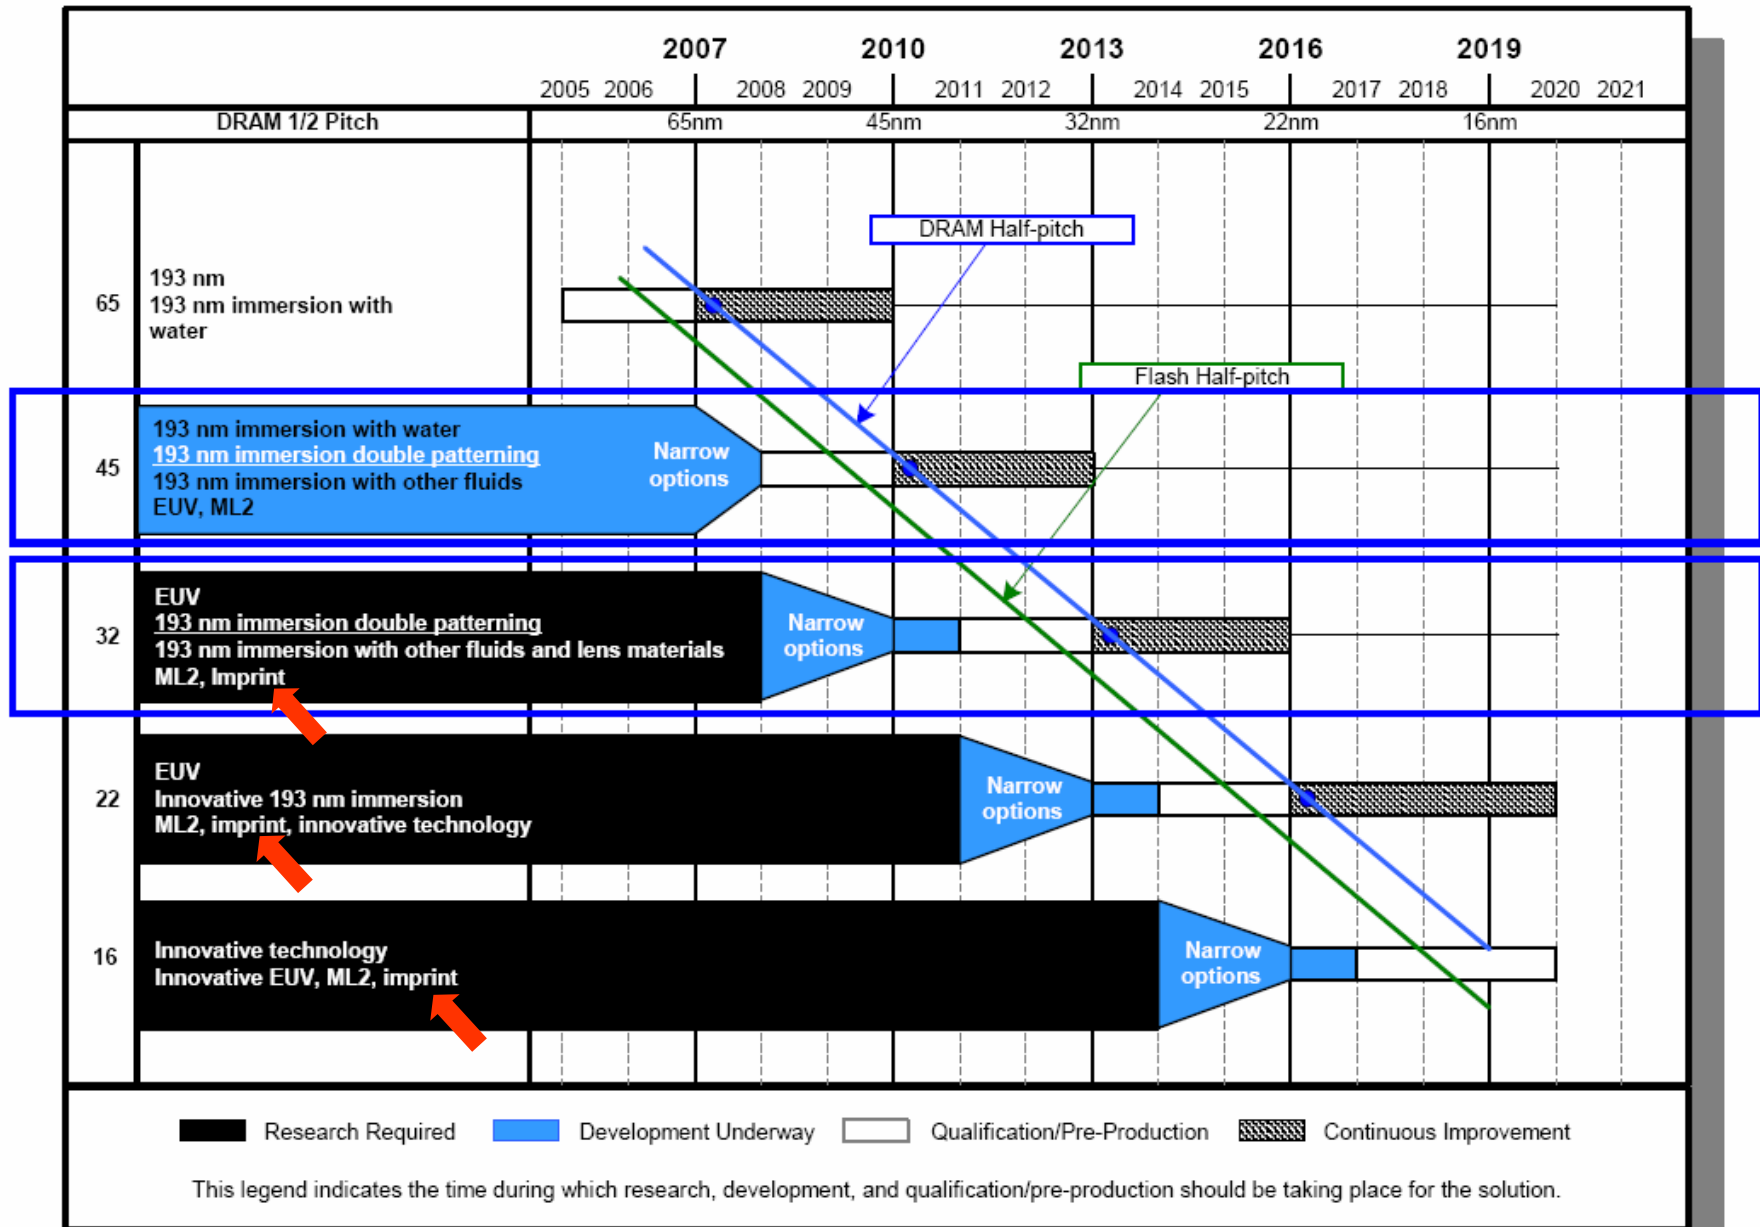 2007 2010 2013 2016 2019
2005 2006 2008 2009 2011 2012 2014 2015 2017 2018 2020 2021
DRAM 1/2 Pitch 65nm 45nm 32nm 22nm 16nm
DRAM Half-pitch
65
193 nm
193 nm immersion with
water
Flash Half-pitch
45
193 nm immersion with water
193 nm immersion double patterning
193 nm immersion with other fluids
EUV, ML2
Narrow
options
32
EUV
193 nm immersion double patterning
193 nm immersion with other fluids and lens materials
ML2, Imprint
Narrow
options
22
EUV
Innovative 193 nm immersion
ML2, imprint, innovative technology
Narrow
options
16
Innovative technology
Innovative EUV, ML2, imprint
Narrow
options
Research Required Development Underway Qualification/Pre-Production Continuous Improvement
This legend indicates the time during which research, development, and qualification/pre-production should be taking place for the solution.